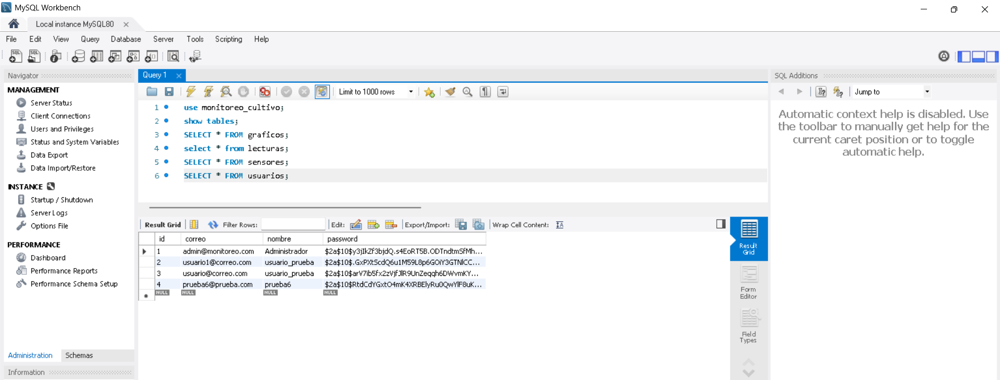 MySQL Workbench
Local instance MySQL80
File Edit View Query Database Server Tools Scripting Help
Navigator
MANAGEMENT
Server Status
Client Connections
Users and Privileges
Status and System Variables
Data Export
Data Import/Restore
INSTANCE
Startup / Shutdown
Server Logs
Options File
PERFORMANCE
Dashboard
Performance Reports
Performance Schema Setup
Administration Schemas
Information
Query 1
Limit to 1000 rows
1 use monitoreo_cultivo;
2 show tables;
3 SELECT * FROM graficos;
4 select * from lecturas;
5 SELECT * FROM sensores;
6 SELECT * FROM usuarios;
Result Grid Filter Rows: Edit: Export/Import: Wrap Cell Content:
id correo nombre password
1 admin@monitoreo.com Administrador $2a$10$y3jIkZf3bjdQ.s4EoRT5B.ODTndtmSfMh...
2 usuario1@correo.com usuario_prueba $2a$10$.GxPXt5cdQ6u1M59L8p6GOiY3GTNlCC...
3 usuario@correo.com usuario_prueba $2a$10$arV7ib5fx2zVjfJlR9UnZeqqh6DWvmKY...
4 prueba6@prueba.com prueba6 $2a$10$RtdCdYGxtO4mK4XRBElyRu0QwYlF8uK...
NULL NULL NULL NULL
Result
Grid
Form
Editor
Field
Types
SQL Additions
Jump to
Automatic context help is disabled. Use
the toolbar to manually get help for the
current caret position or to toggle
automatic help.